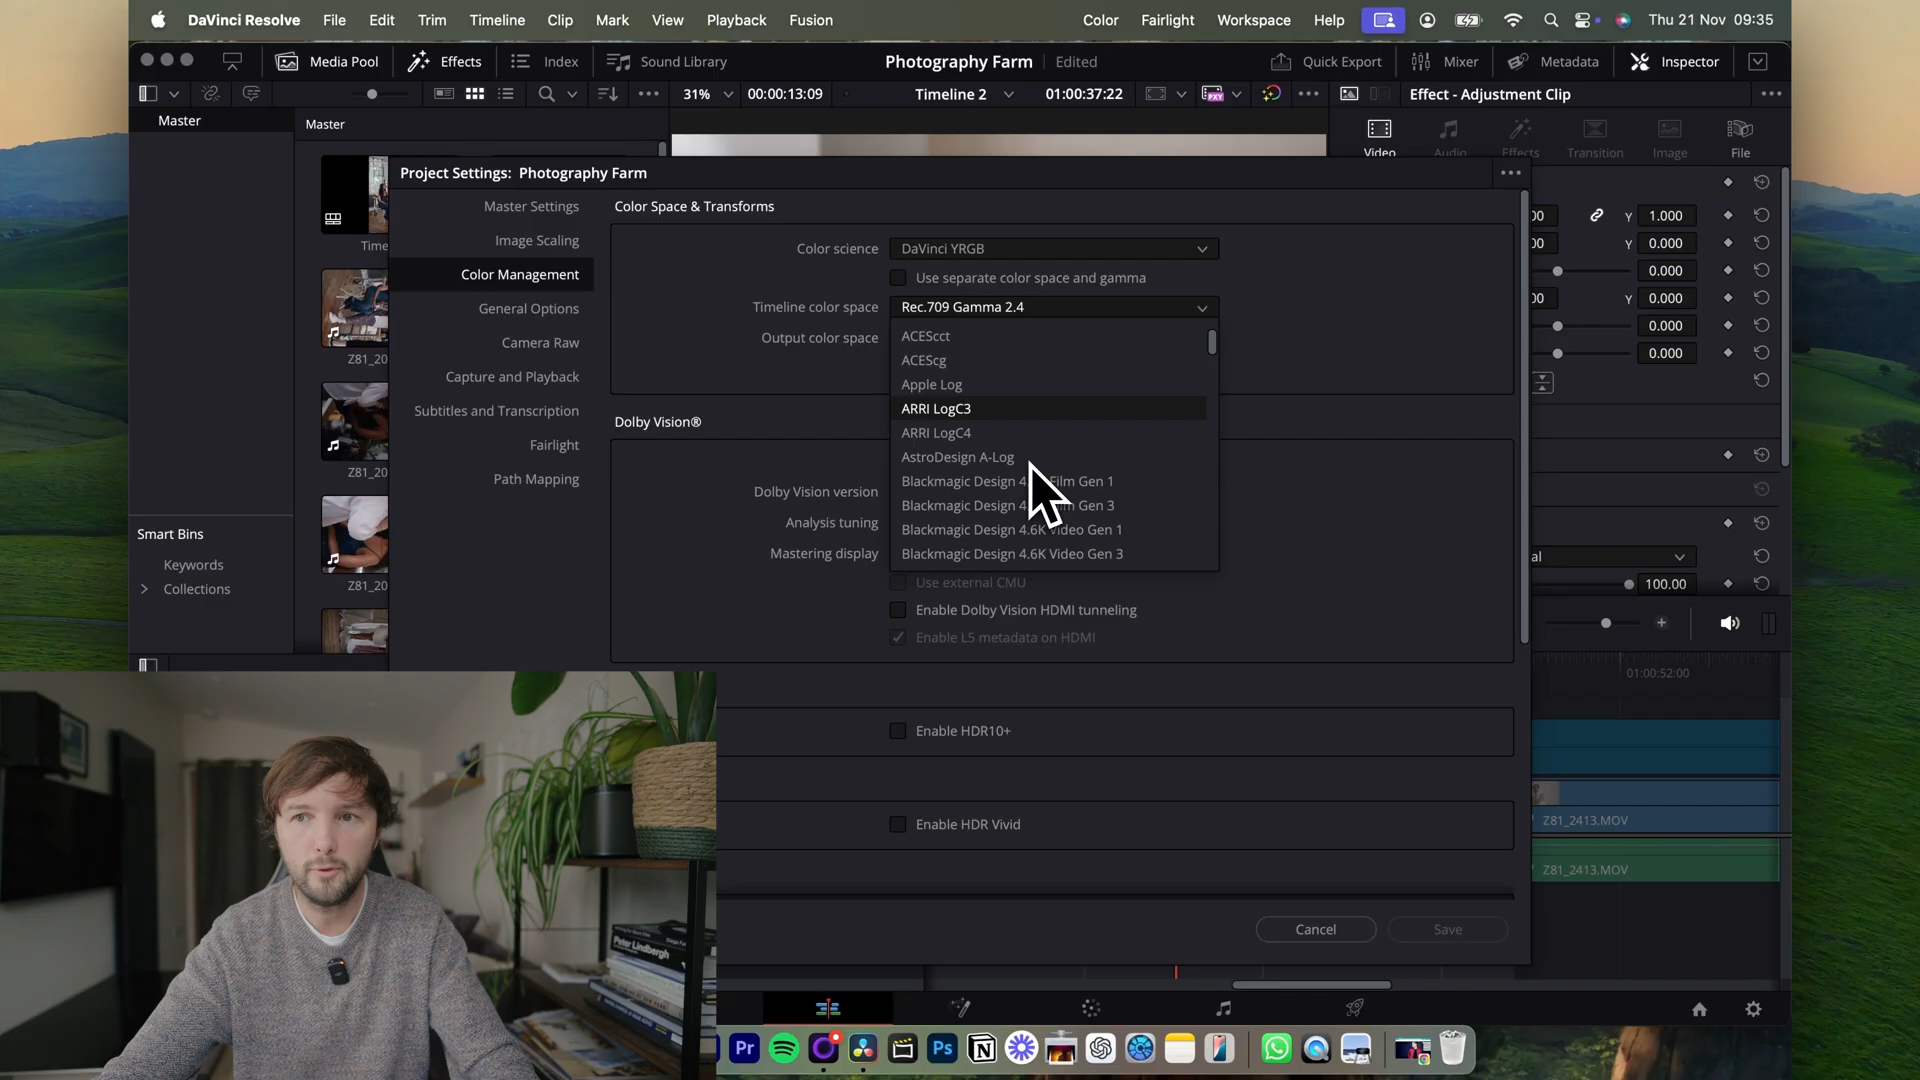 DaVinci Resolve File Edit Trim Timeline Clip Mark View Playback Fusion Color Fairlight Workspace Help Thu 21 Nov 09:35
Media Pool Effects Index Sound Library Photography Farm Edited Quick Export Mixer Metadata Inspector
31% 00:00:13:09 Timeline 2 01:00:37:22 Effect - Adjustment Clip
Master
Master
Video Audio Effects Transition Image File
Project Settings: Photography Farm
Master Settings
Image Scaling
Color Management
General Options
Camera Raw
Capture and Playback
Subtitles and Transcription
Fairlight
Path Mapping
Color Space & Transforms
Color science DaVinci YRGB
Use separate color space and gamma
Timeline color space Rec.709 Gamma 2.4
Output color space
ACEScct
ACEScg
Apple Log
ARRI LogC3
ARRI LogC4
AstroDesign A-Log
Blackmagic Design 4. Film Gen 1
Blackmagic Design 4. Gen 3
Blackmagic Design 4.6K Video Gen 1
Blackmagic Design 4.6K Video Gen 3
Dolby Vision®
Dolby Vision version
Analysis tuning
Mastering display
Use external CMU
Enable Dolby Vision HDMI tunneling
Enable L5 metadata on HDMI
Enable HDR10+
Enable HDR Vivid
Cancel Save
Time
Z81_20
Z81_20
Z81_20
Smart Bins
Keywords
Collections
00 Y 1.000
00 Y 0.000
0.000
00 Y 0.000
0.000
0.000
al
100.00
01:00:52:00
Z81_2413.MOV
Z81_2413.MOV
Peter Lindbergh
Pr Ps